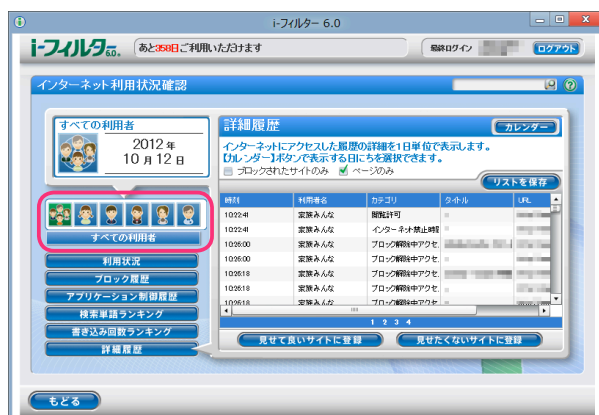 i-フィルター 6.0
i-フィルター6.0. あと358日ご利用いただけます
最終ログイン ログアウト
インターネット利用状況確認
すべての利用者
2012 年
10 月 12 日
すべての利用者
利用状況
ブロック履歴
アプリケーション制御履歴
検索単語ランキング
書き込み回数ランキング
詳細履歴
詳細履歴
カレンダー
インターネットにアクセスした履歴の詳細を1日単位で表示します。
【カレンダー】ボタンで表示する日にちを選択できます。
ブロックされたサイトのみ ページのみ
リストを保存
時刻 利用者名 カテゴリ タイトル URL
10:22:41 家族みんな 閲覧許可
10:22:41 家族みんな インターネット禁止時間
10:26:00 家族みんな ブロック解除中アクセ
10:26:00 家族みんな ブロック解除中アクセ
10:26:18 家族みんな ブロック解除中アクセ
10:26:18 家族みんな ブロック解除中アクセ
10:26:18 家族みんな ブロック解除中アクセ
1 2 3 4
見せて良いサイトに登録 見せたくないサイトに登録
もどる